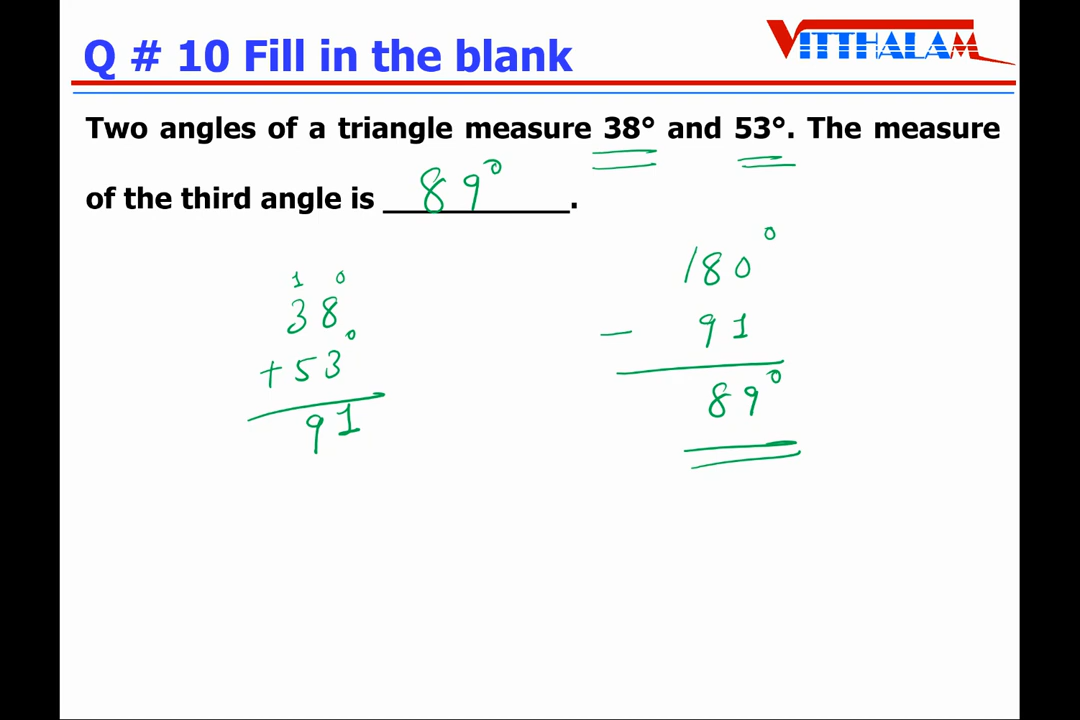 Q # 10 Fill in the blank
VITTHALAM
Two angles of a triangle measure 38° and 53°. The measure
of the third angle is 89°.
1
38°
+ 53°
91
180°
− 91
89°